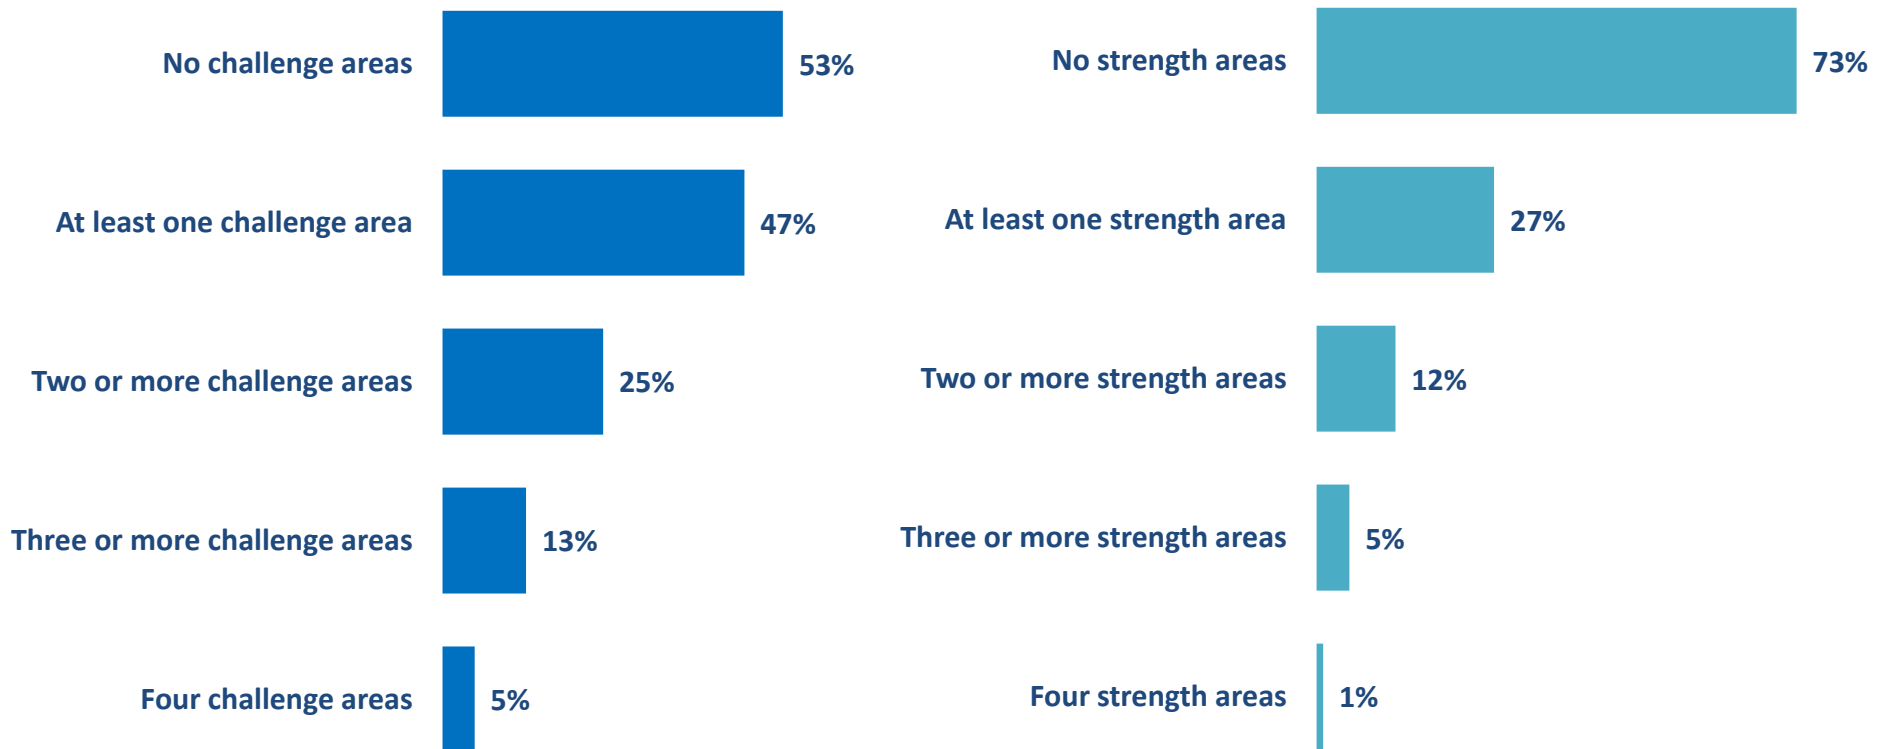 No challenge areas 53%
At least one challenge area 47%
Two or more challenge areas 25%
Three or more challenge areas 13%
Four challenge areas 5%
No strength areas 73%
At least one strength area 27%
Two or more strength areas 12%
Three or more strength areas 5%
Four strength areas 1%